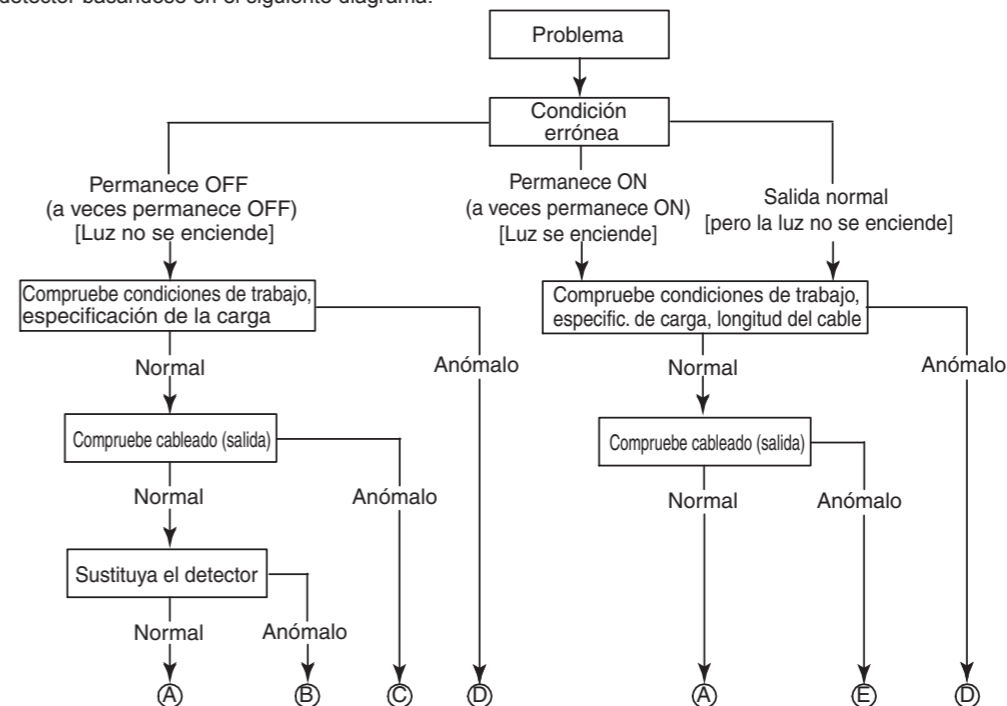 detector basándose en el siguiente diagrama.
Problema
Condición
errónea
Permanece OFF
(a veces permanece OFF)
[Luz no se enciende]
Permanece ON
(a veces permanece ON)
[Luz se enciende]
Salida normal
[pero la luz no se enciende]
Compruebe condiciones de trabajo,
especificación de la carga
Compruebe condiciones de trabajo,
especific. de carga, longitud del cable
Normal
Anómalo
Normal
Anómalo
Compruebe cableado (salida)
Compruebe cableado (salida)
Normal
Anómalo
Normal
Anómalo
Sustituya el detector
Normal
Anómalo
A
B
C
D
A
E
D